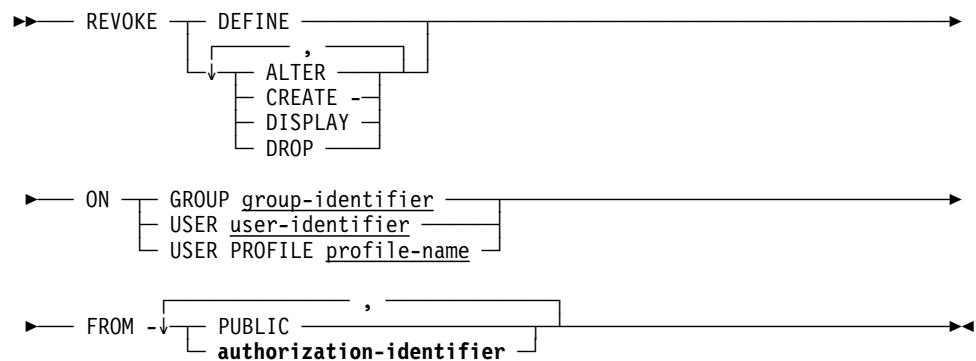 REVOKE DEFINE
,
ALTER
CREATE -
DISPLAY
DROP
ON GROUP group-identifier
USER user-identifier
USER PROFILE profile-name
,
FROM - PUBLIC
authorization-identifier